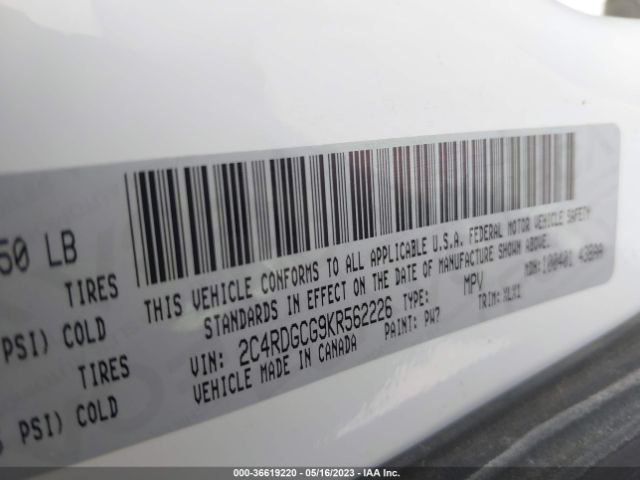 50 LB
TIRES
PSI) COLD
TIRES
PSI) COLD
THIS VEHICLE CONFORMS TO ALL APPLICABLE U.S.A. FEDERAL MOTOR VEHICLE SAFETY
STANDARDS IN EFFECT ON THE DATE OF MANUFACTURE SHOWN ABOVE.
VIN: 2C4RDGCG9KR562226 TYPE: MPV
VEHICLE MADE IN CANADA PAINT: PW7 TRIM:
000-36619220 - 05/16/2023 - IAA Inc.